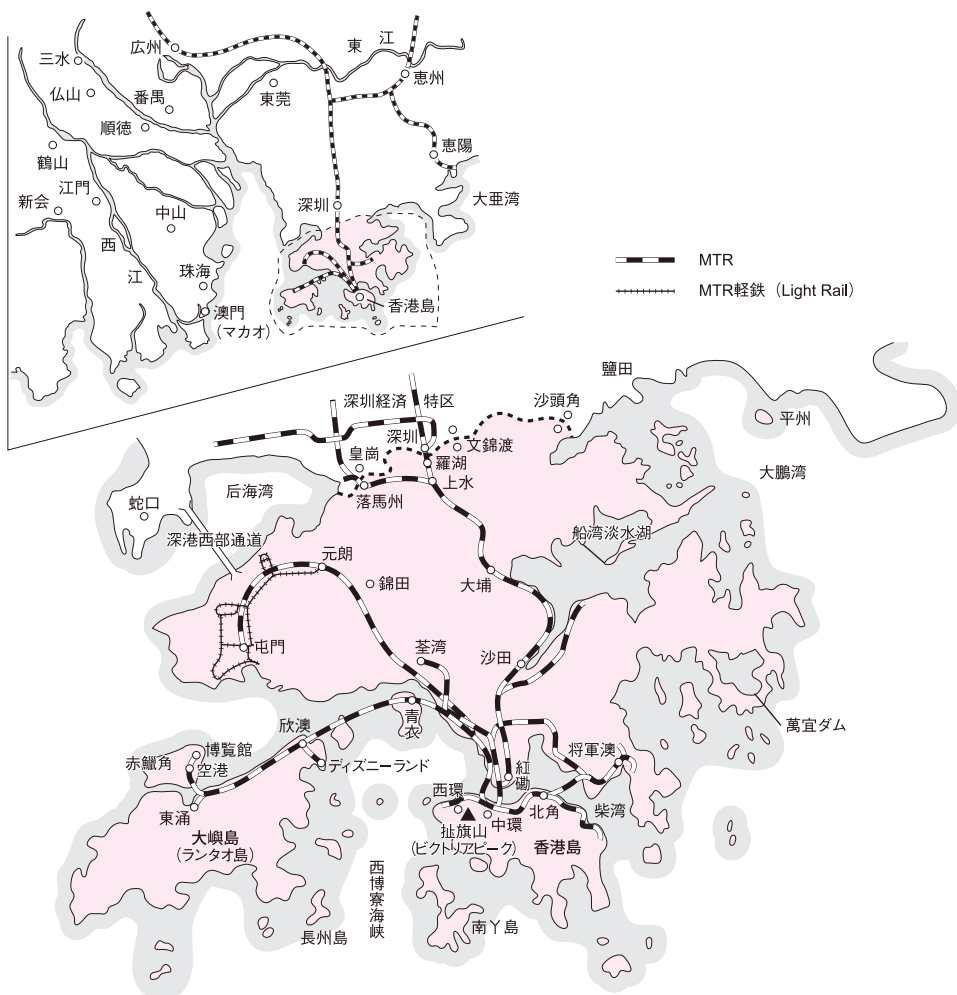 広州
東
江
三水
恵州
仏山
番禺
東莞
順徳
恵陽
鶴山
江門
新会
大亜湾
中山
深圳
西
江
珠海
澳門
(マカオ)
香港島
MTR
MTR軽鉄（Light Rail）
鹽田
深圳経済
特区
沙頭角
平州
深圳
文錦渡
皇崗
羅湖
上水
大鵬湾
后海湾
落馬州
蛇口
深港西部通道
船湾淡水湖
元朗
錦田
大埔
屯門
荃湾
沙田
青
衣
萬宜ダム
欣澳
博覧館
赤鱲角
空港
ディズニーランド
紅
磡
将軍澳
東涌
西環
北角
柴湾
中環
大嶼島
(ランタオ島)
扯旗山
(ビクトリアピーク)
香港島
西博寮海峡
長州島
南丫島